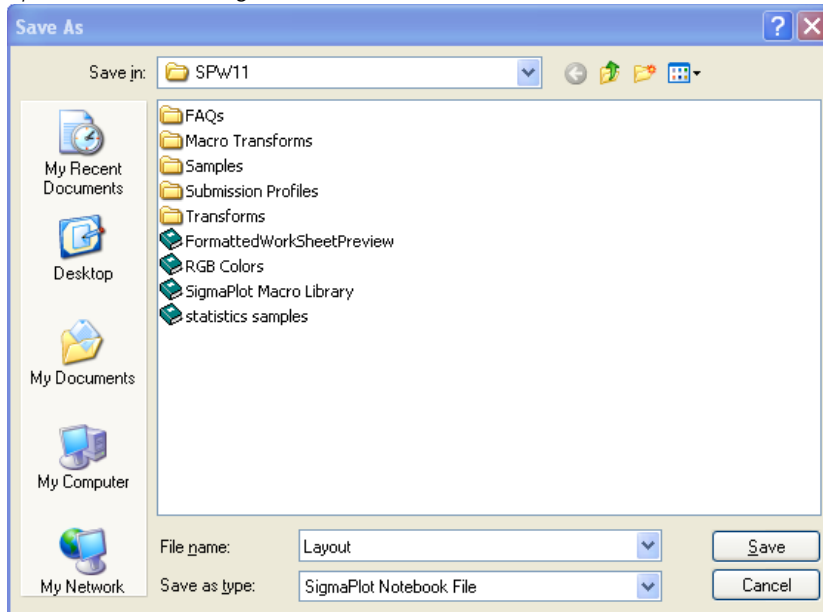 Save As
Save in: SPW11
My Recent Documents
Desktop
My Documents
My Computer
My Network
FAQs
Macro Transforms
Samples
Submission Profiles
Transforms
FormattedWorkSheetPreview
RGB Colors
SigmaPlot Macro Library
statistics samples
File name: Layout
Save
Save as type: SigmaPlot Notebook File
Cancel